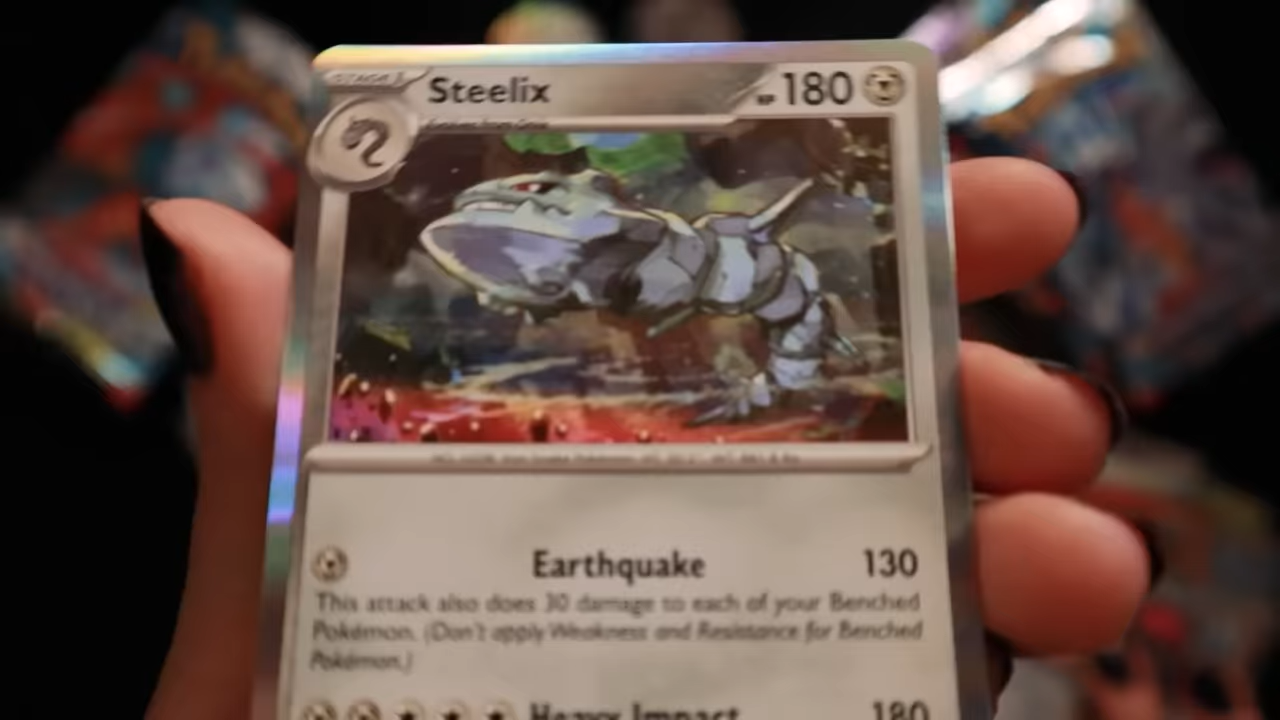 STAGE 1
Steelix
HP 180
Evolves from Onix
Earthquake 130
This attack also does 30 damage to each of your Benched
Pokémon. (Don't apply Weakness and Resistance for Benched
Pokémon.)
Heavy Impact 180